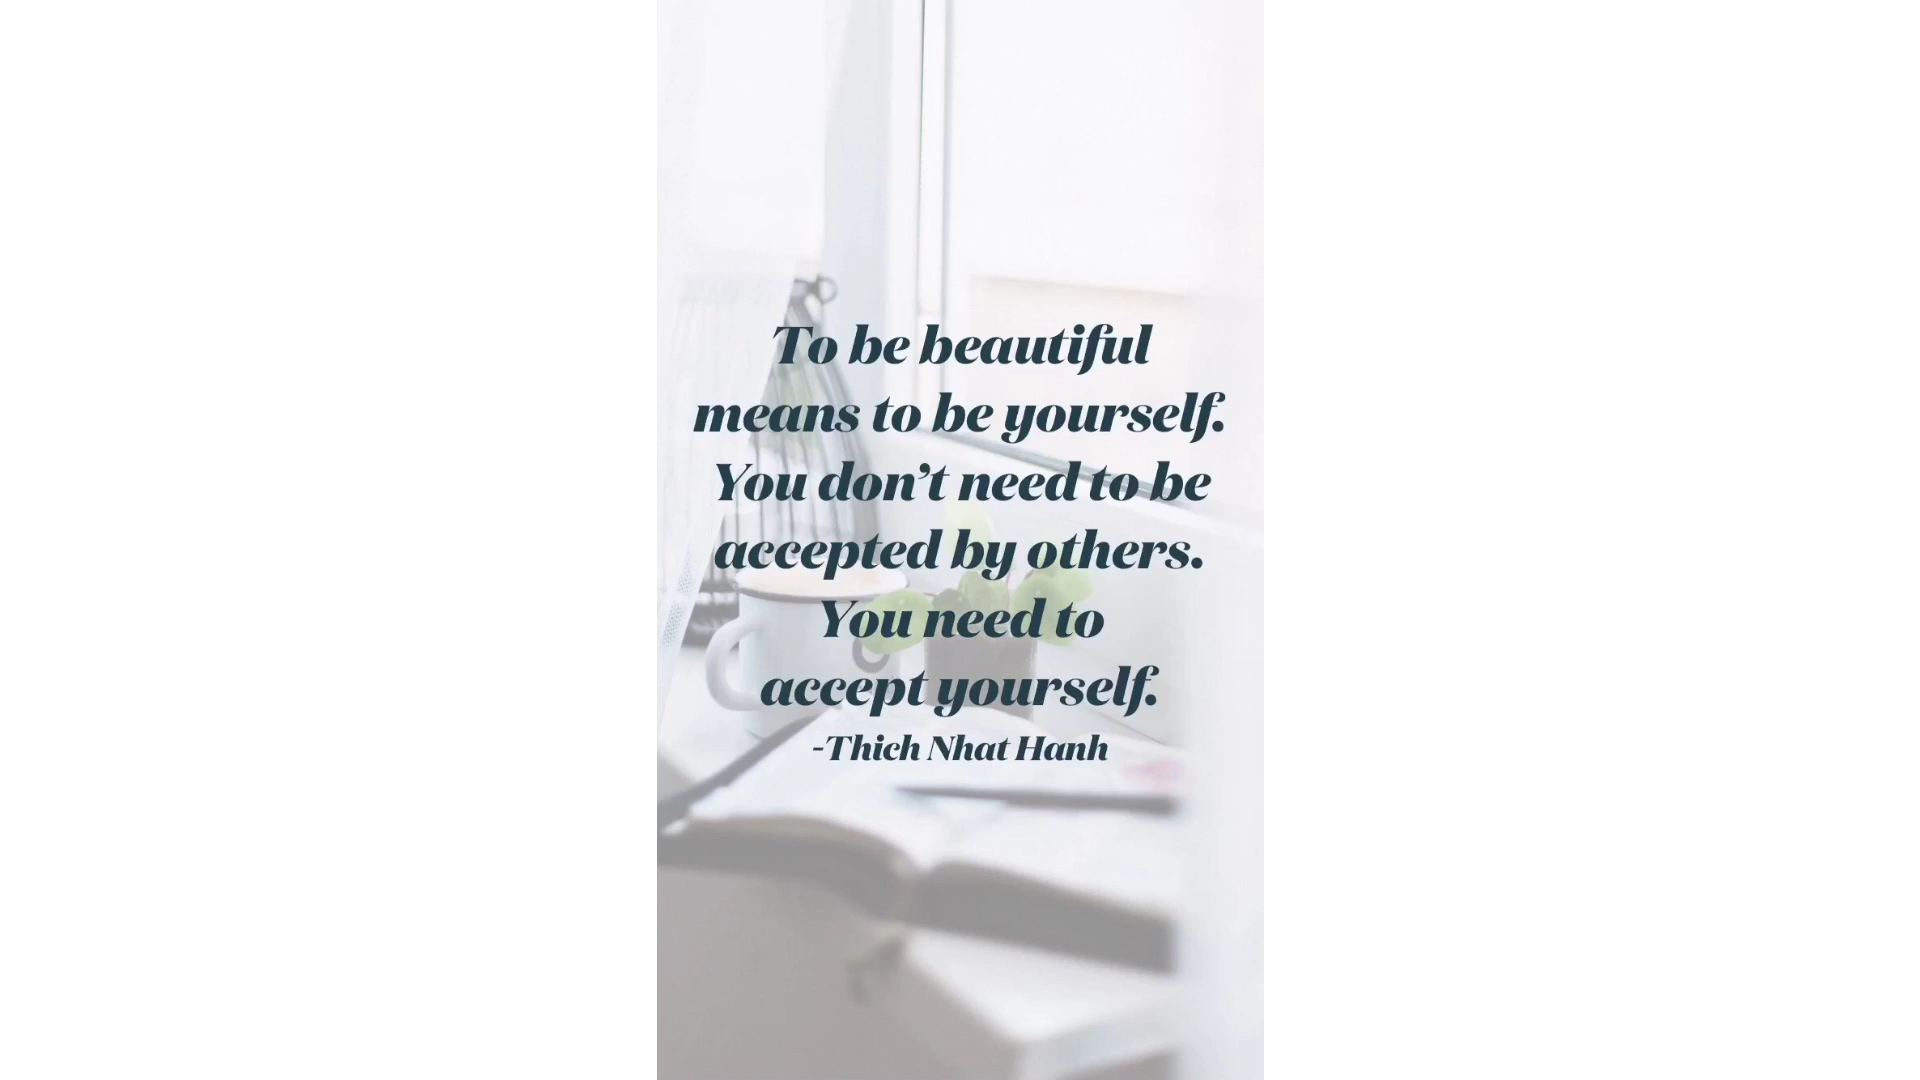 To be beautiful
means to be yourself.
You don’t need to be
accepted by others.
You need to
accept yourself.
-Thich Nhat Hanh